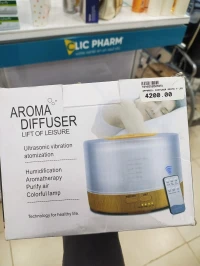 CLIC PHARM
4200.00
AROMA
DIFFUSER
LIFT OF LEISURE.
Ultrasonic vibration
atomization
Humidification
Aromatherapy
Purify air
Colorful lamp
Technology for healthy life.